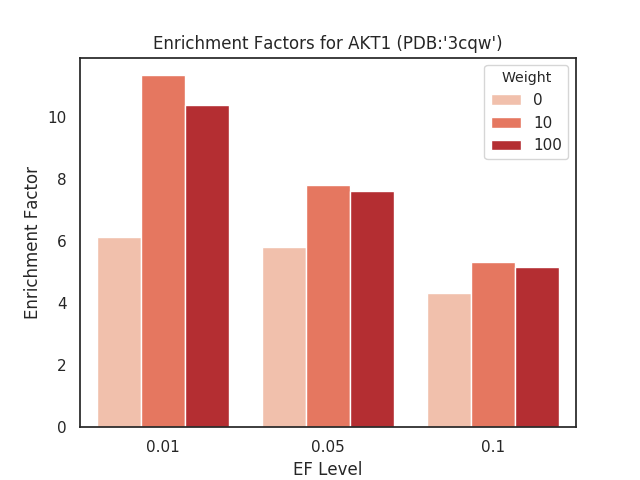 Enrichment Factors for AKT1 (PDB:'3cqw')
Weight
0
10
100
Enrichment Factor
10
8
6
4
2
0
0.01 0.05 0.1
EF Level